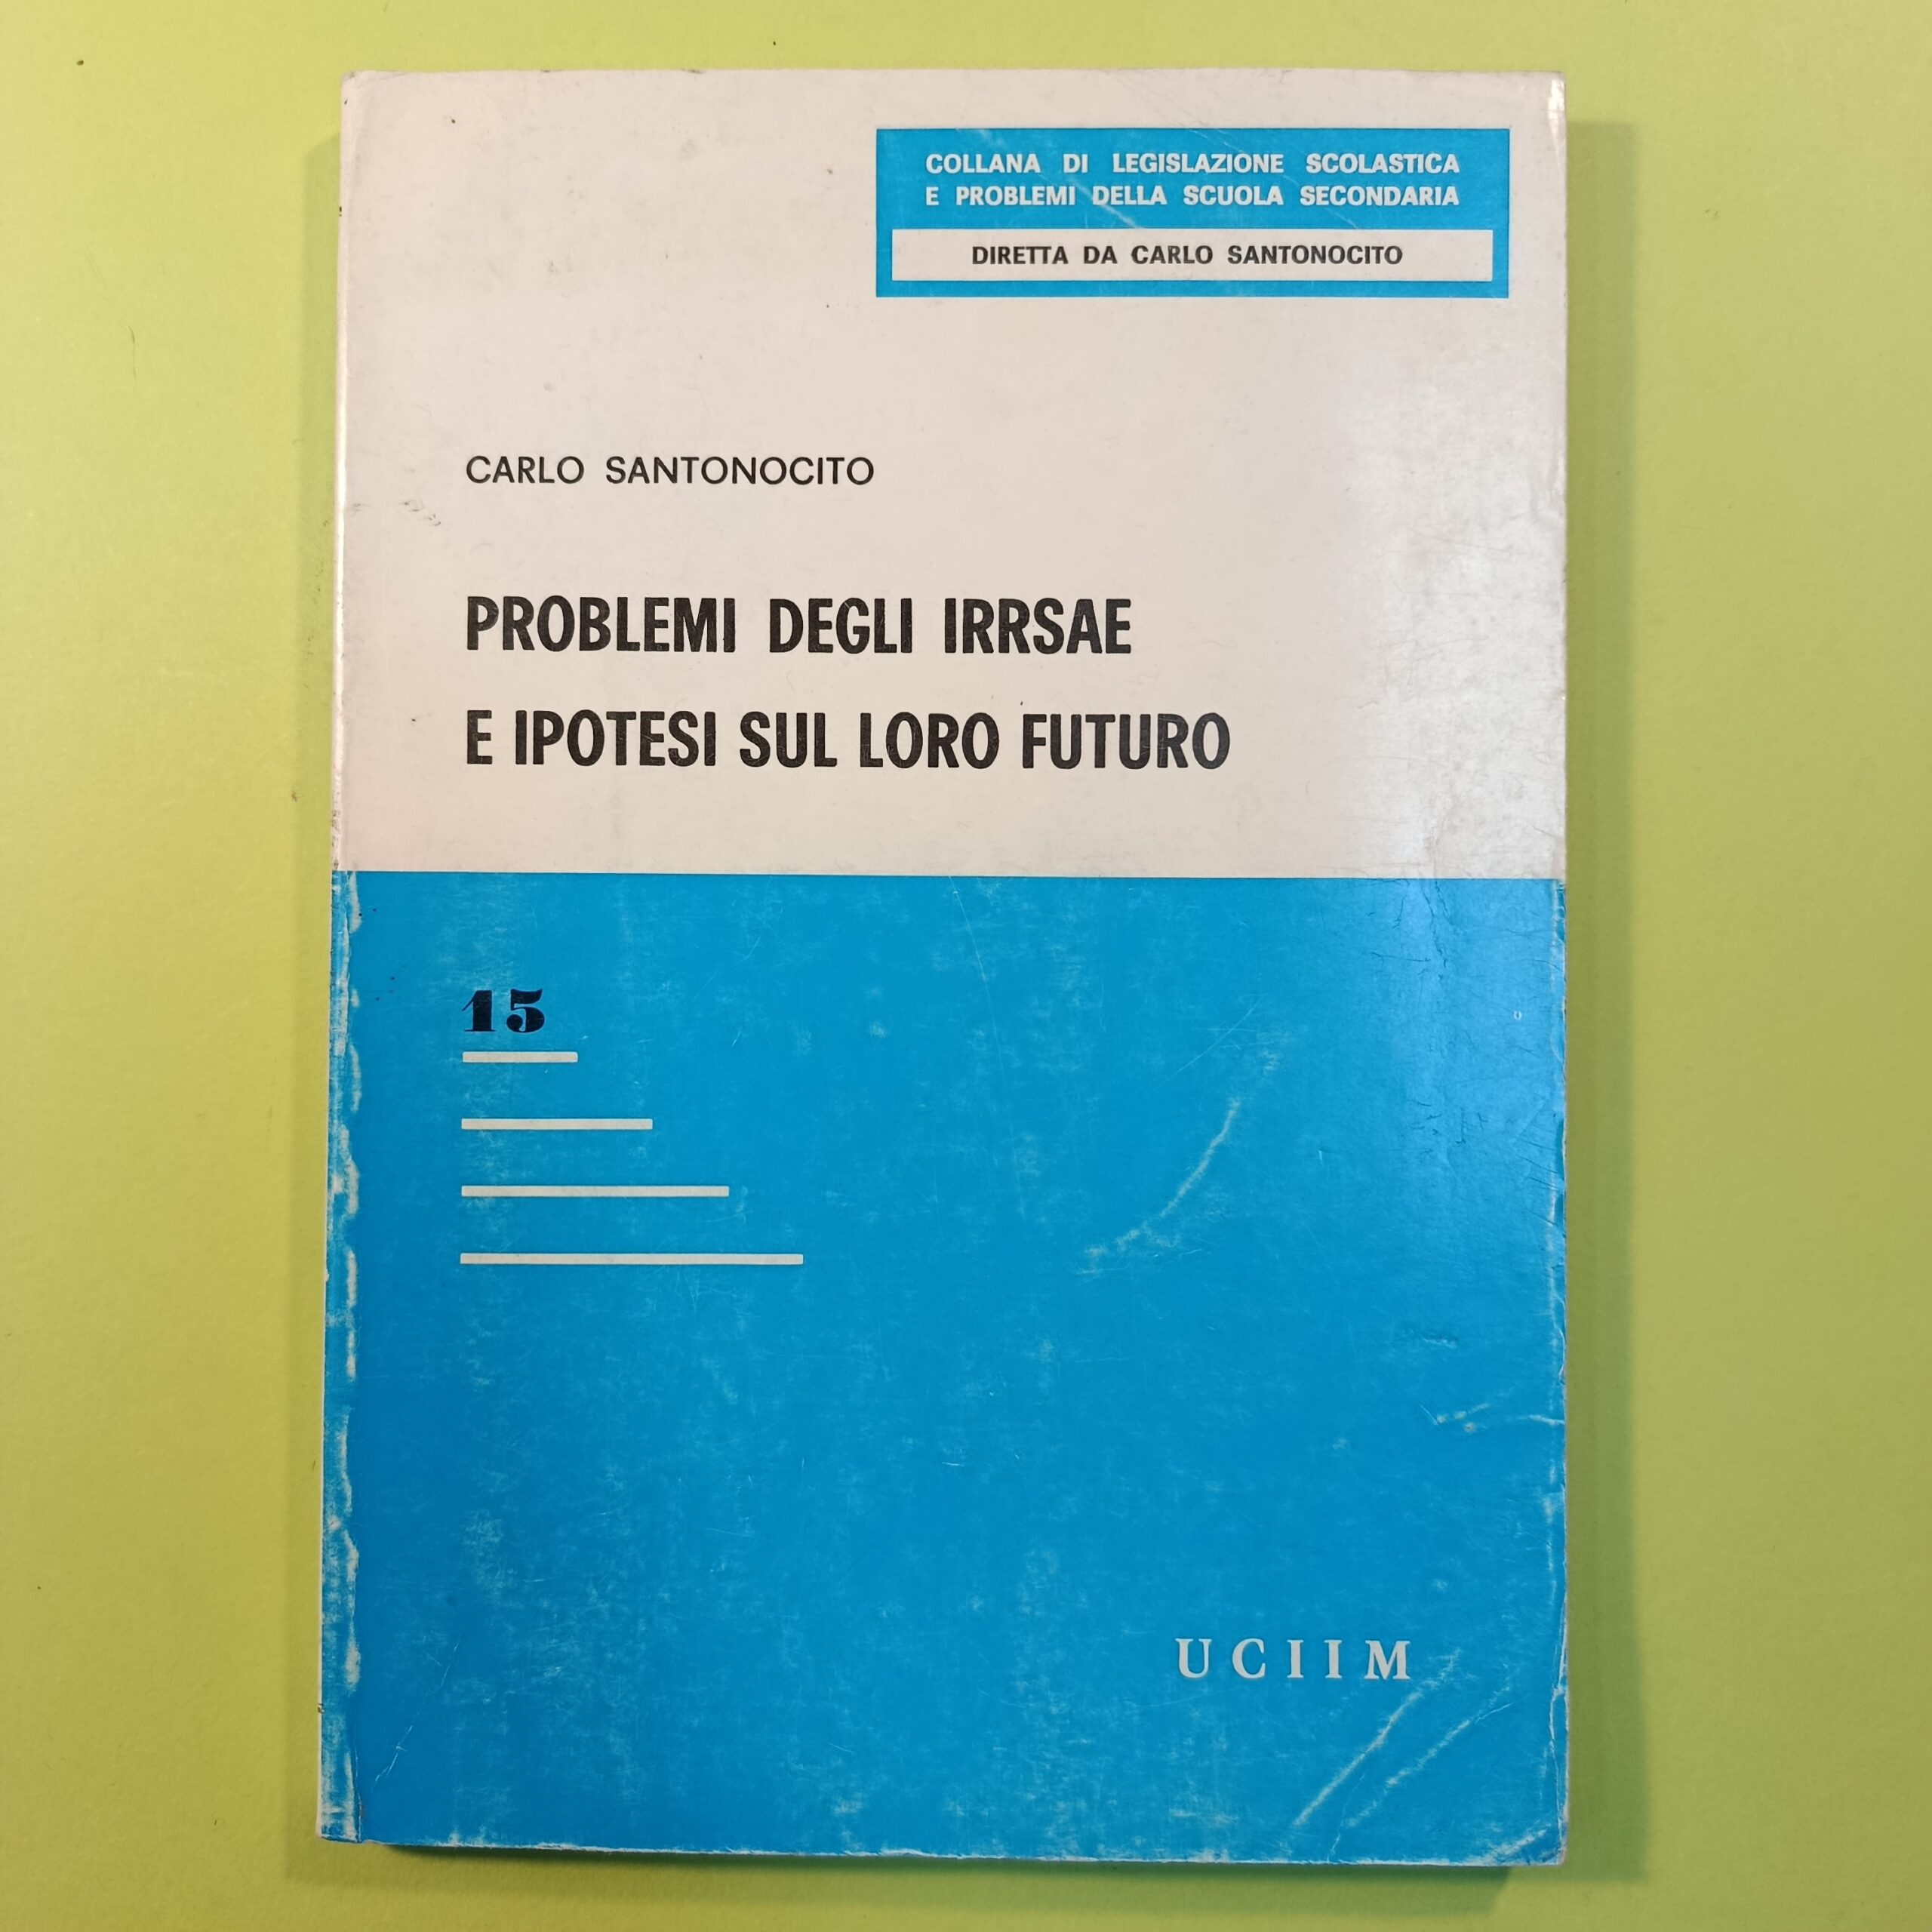 COLLANA DI LEGISLAZIONE SCOLASTICA
E PROBLEMI DELLA SCUOLA SECONDARIA
DIRETTA DA CARLO SANTONOCITO
CARLO SANTONOCITO
PROBLEMI DEGLI IRRSAE
E IPOTESI SUL LORO FUTURO
15
UCIIM